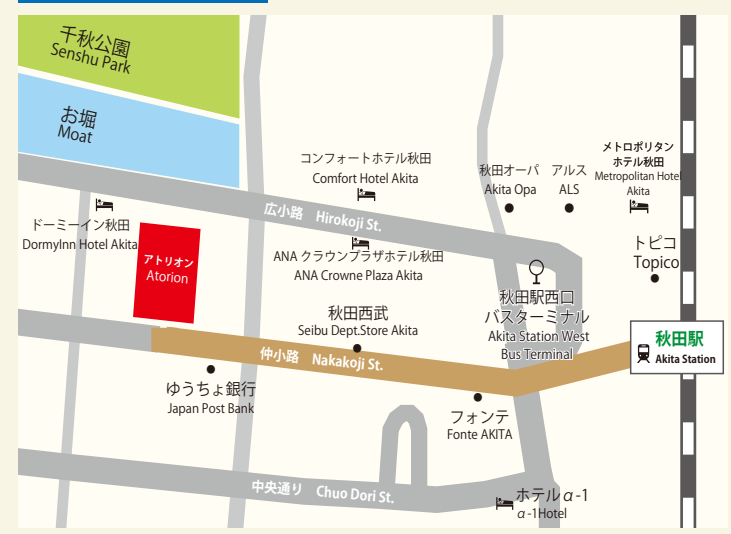 千秋公園
Senshu Park
お堀
Moat
コンフォートホテル秋田
Comfort Hotel Akita
秋田オーパ
Akita Opa
アルス
ALS
メトロポリタン
ホテル秋田
Metropolitan Hotel
Akita
ドーミーイン秋田
DormyInn Hotel Akita
広小路 Hirokoji St.
アトリオン
Atorion
ANA クラウンプラザホテル秋田
ANA Crowne Plaza Akita
トピコ
Topico
秋田駅西口
バスターミナル
Akita Station West
Bus Terminal
秋田西武
Seibu Dept.Store Akita
秋田駅
Akita Station
仲小路 Nakakoji St.
ゆうちょ銀行
Japan Post Bank
フォンテ
Fonte AKITA
中央通り Chuo Dori St.
ホテルα-1
α-1Hotel